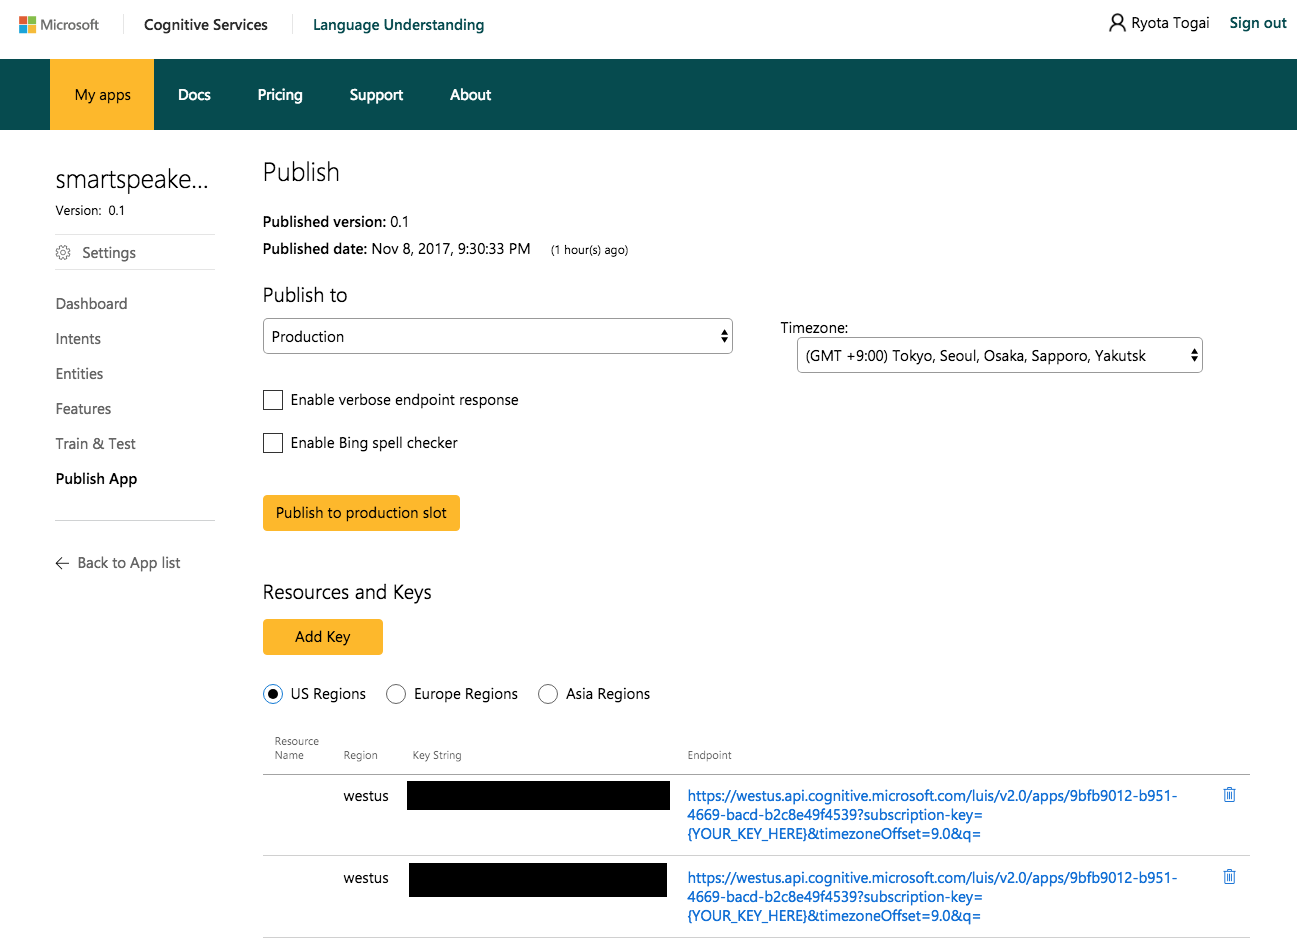 Microsoft Cognitive Services Language Understanding Ryota Togai Sign out
My apps Docs Pricing Support About
smartspeake...
Version: 0.1
Settings
Dashboard
Intents
Entities
Features
Train & Test
Publish App
Back to App list
Publish
Published version: 0.1
Published date: Nov 8, 2017, 9:30:33 PM (1 hour(s) ago)
Publish to
Production
Timezone:
(GMT +9:00) Tokyo, Seoul, Osaka, Sapporo, Yakutsk
Enable verbose endpoint response
Enable Bing spell checker
Publish to production slot
Resources and Keys
Add Key
US Regions Europe Regions Asia Regions
Resource
Name Region Key String Endpoint
westus https://westus.api.cognitive.microsoft.com/luis/v2.0/apps/9bfb9012-b951-
4669-bacd-b2c8e49f4539?subscription-key=
{YOUR_KEY_HERE}&timezoneOffset=9.0&q=
westus https://westus.api.cognitive.microsoft.com/luis/v2.0/apps/9bfb9012-b951-
4669-bacd-b2c8e49f4539?subscription-key=
{YOUR_KEY_HERE}&timezoneOffset=9.0&q=